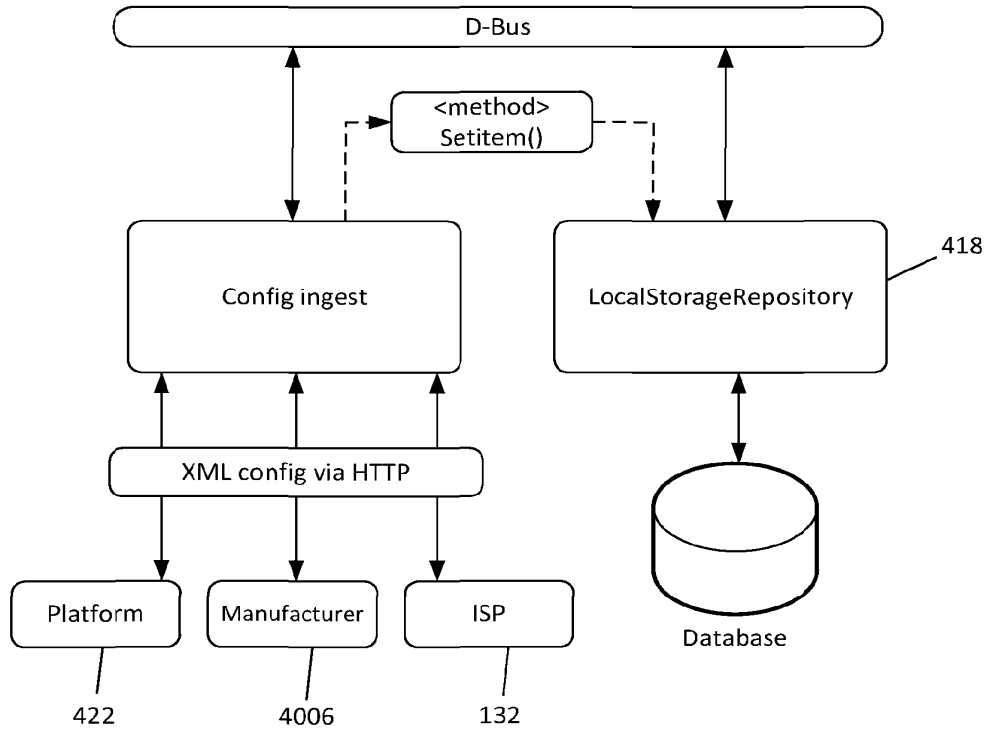 D-Bus
<method>
Setitem()
418
Config ingest
LocalStorageRepository
XML config via HTTP
Platform
Manufacturer
ISP
Database
422
4006
132